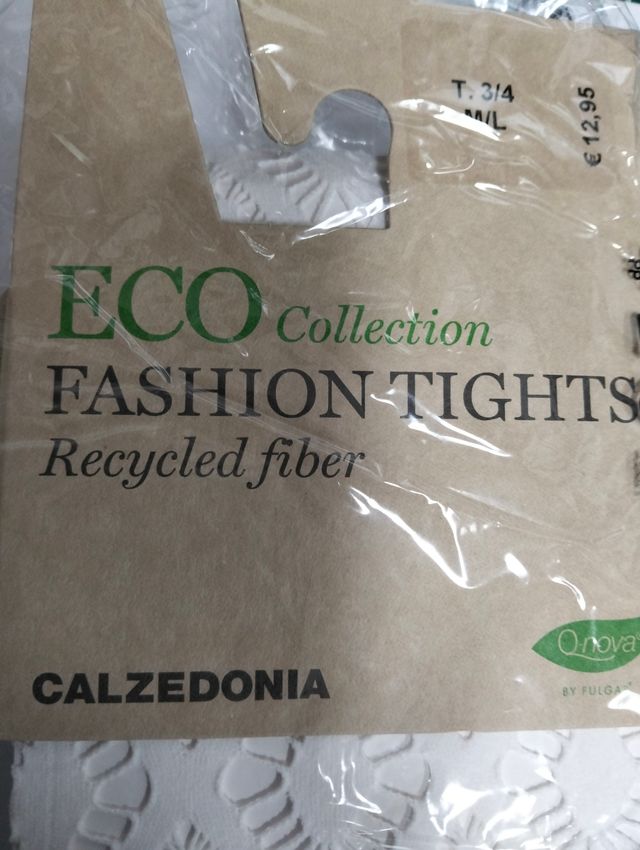 T. 3/4
M/L
€ 12,95
ECO Collection
FASHION TIGHTS
Recycled fiber
CALZEDONIA
Q-nova